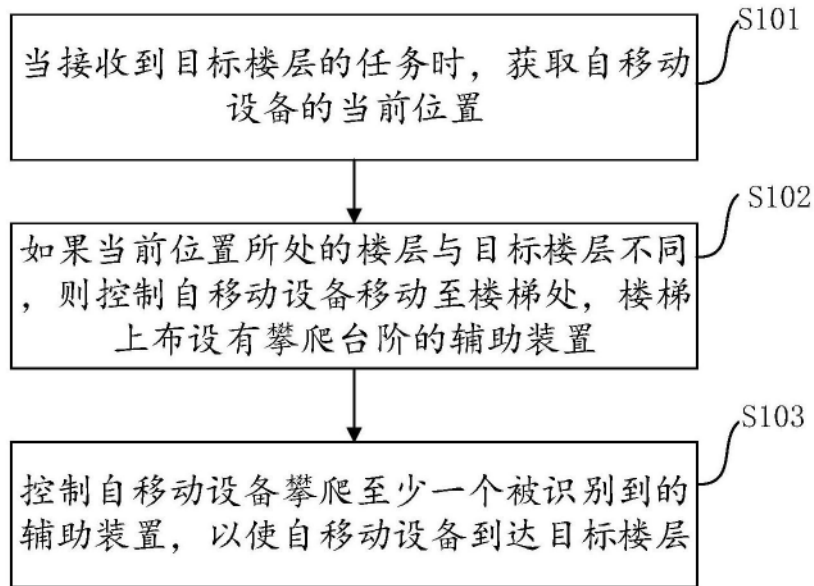 S101
当接收到目标楼层的任务时，获取自移动
设备的当前位置
S102
如果当前位置所处的楼层与目标楼层不同
，则控制自移动设备移动至楼梯处，楼梯
上布设有攀爬台阶的辅助装置
S103
控制自移动设备攀爬至少一个被识别到的
辅助装置，以使自移动设备到达目标楼层